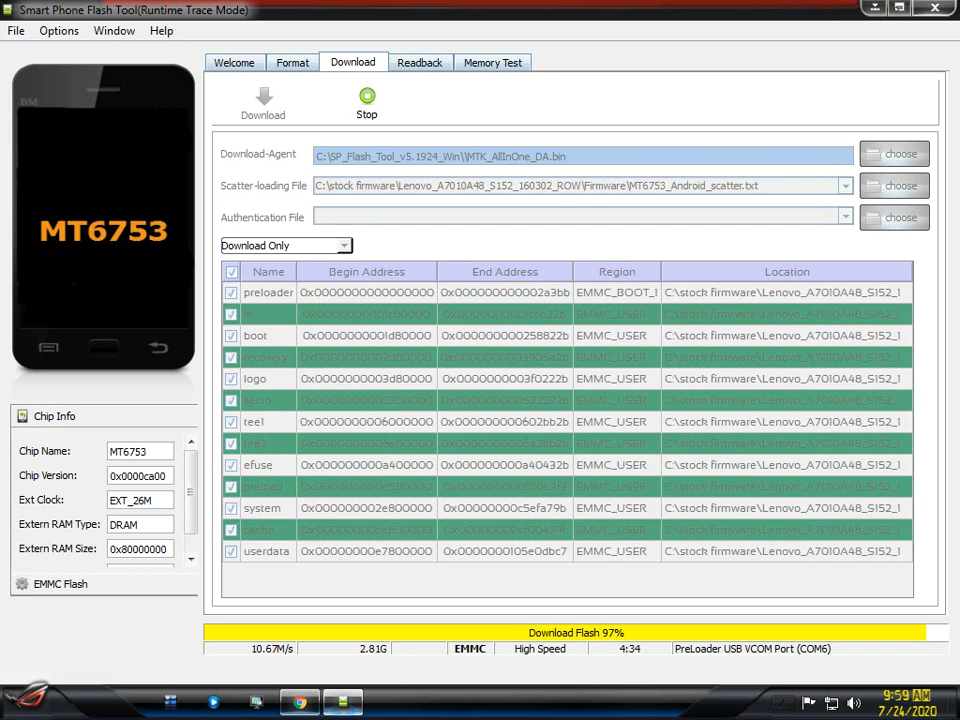 Smart Phone Flash Tool(Runtime Trace Mode)
File Options Window Help
Welcome Format Download Readback Memory Test
Download Stop
Download-Agent C:\SP_Flash_Tool_v5.1924_Win\\MTK_AllInOne_DA.bin choose
Scatter-loading File C:\stock firmware\Lenovo_A7010A48_S152_160302_ROW\Firmware\MT6753_Android_scatter.txt choose
Authentication File choose
Download Only
Name Begin Address End Address Region Location
preloader 0x0000000000000000 0x000000000002a3bb EMMC_BOOT_1 C:\stock firmware\Lenovo_A7010A48_S152_1
EMMC_USER C:\stock firmware\Lenovo_A7010A48_S152_1
boot 0x0000000001d80000 0x000000000258822b EMMC_USER C:\stock firmware\Lenovo_A7010A48_S152_1
recovery EMMC_USER C:\stock firmware\Lenovo_A7010A48_S152_1
logo 0x0000000003d80000 0x0000000003f0222b EMMC_USER C:\stock firmware\Lenovo_A7010A48_S152_1
secro EMMC_USER C:\stock firmware\Lenovo_A7010A48_S152_1
tee1 0x0000000006000000 0x000000000602bb2b EMMC_USER C:\stock firmware\Lenovo_A7010A48_S152_1
tee2 EMMC_USER C:\stock firmware\Lenovo_A7010A48_S152_1
efuse 0x000000000a400000 0x000000000a40432b EMMC_USER C:\stock firmware\Lenovo_A7010A48_S152_1
preload EMMC_USER C:\stock firmware\Lenovo_A7010A48_S152_1
system 0x000000002e800000 0x00000000c5efa79b EMMC_USER C:\stock firmware\Lenovo_A7010A48_S152_1
cache EMMC_USER C:\stock firmware\Lenovo_A7010A48_S152_1
userdata 0x00000000e7800000 0x0000000105e0dbc7 EMMC_USER C:\stock firmware\Lenovo_A7010A48_S152_1
BM
MT6753
Chip Info
Chip Name: MT6753
Chip Version: 0x0000ca00
Ext Clock: EXT_26M
Extern RAM Type: DRAM
Extern RAM Size: 0x80000000
EMMC Flash
Download Flash 97%
10.67M/s 2.81G EMMC High Speed 4:34 PreLoader USB VCOM Port (COM6)
9:59 AM
7/24/2020